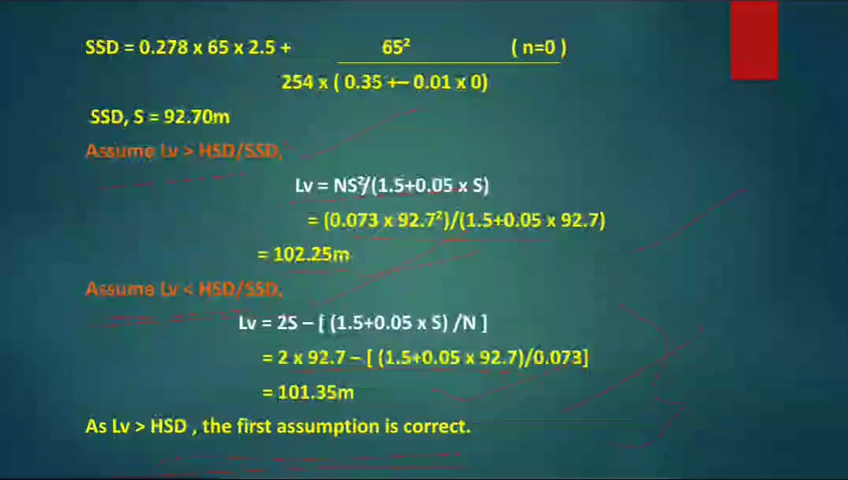 SSD = 0.278 x 65 x 2.5 + 65² ( n=0 )
254 x ( 0.35 +– 0.01 x 0)
SSD, S = 92.70m
Assume Lv > HSD/SSD,
Lv = NS²/(1.5+0.05 x S)
= (0.073 x 92.7²)/(1.5+0.05 x 92.7)
= 102.25m
Assume Lv < HSD/SSD,
Lv = 2S – [ (1.5+0.05 x S) /N ]
= 2 x 92.7 – [ (1.5+0.05 x 92.7)/0.073]
= 101.35m
As Lv > HSD , the first assumption is correct.